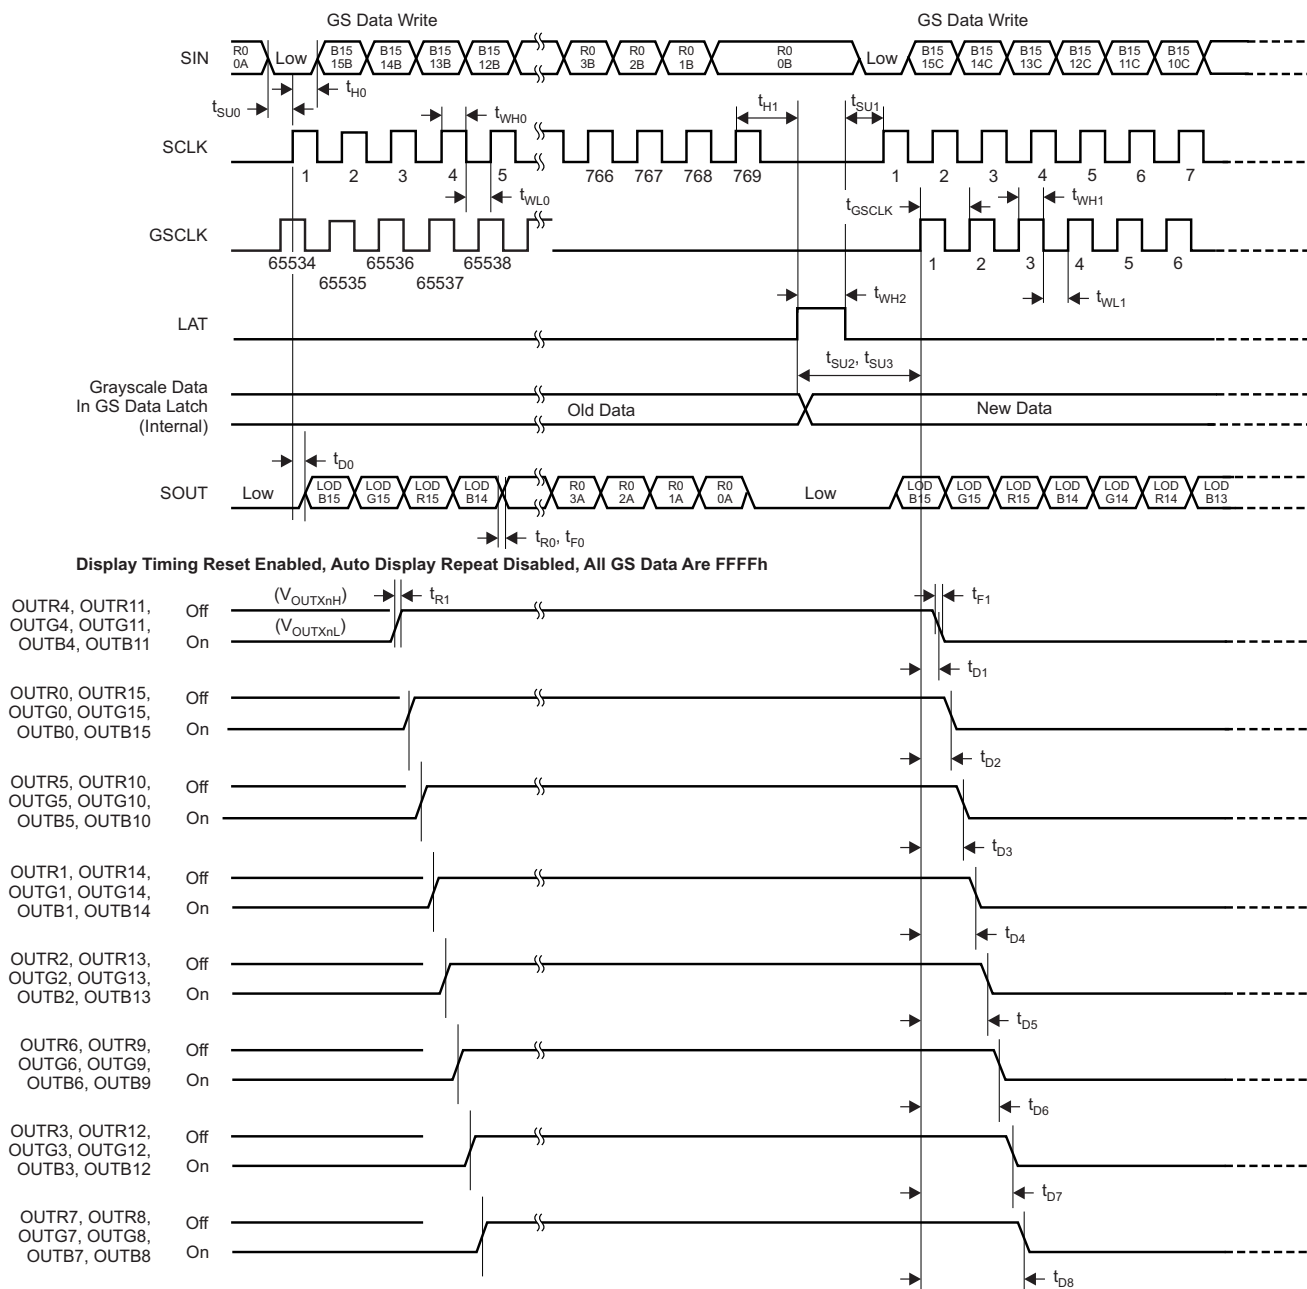 GS Data Write GS Data Write
SIN R0 0A Low B15 15B B15 14B B15 13B B15 12B R0 3B R0 2B R0 1B R0 0B Low B15 15C B15 14C B15 13C B15 12C B15 11C B15 10C
tSU0 tH0 tWH0 tH1 tSU1
SCLK
1 2 3 4 5 766 767 768 769 1 2 3 4 5 6 7
tWL0 tGSCLK tWH1
GSCLK
65534 65535 65536 65537 65538 1 2 3 4 5 6
tWH2 tWL1
LAT
tSU2, tSU3
Grayscale Data
In GS Data Latch
(Internal)
Old Data New Data
tD0
SOUT Low LOD B15 LOD G15 LOD R15 LOD B14 R0 3A R0 2A R0 1A R0 0A Low LOD B15 LOD G15 LOD R15 LOD B14 LOD G14 LOD R14 LOD B13
tR0, tF0
Display Timing Reset Enabled, Auto Display Repeat Disabled, All GS Data Are FFFFh
OUTR4, OUTR11,
OUTG4, OUTG11,
OUTB4, OUTB11
Off (VOUTXnH) tR1 tF1
On (VOUTXnL)
tD1
OUTR0, OUTR15,
OUTG0, OUTG15,
OUTB0, OUTB15
Off
On
tD2
OUTR5, OUTR10,
OUTG5, OUTG10,
OUTB5, OUTB10
Off
On
tD3
OUTR1, OUTR14,
OUTG1, OUTG14,
OUTB1, OUTB14
Off
On
tD4
OUTR2, OUTR13,
OUTG2, OUTG13,
OUTB2, OUTB13
Off
On
tD5
OUTR6, OUTR9,
OUTG6, OUTG9,
OUTB6, OUTB9
Off
On
tD6
OUTR3, OUTR12,
OUTG3, OUTG12,
OUTB3, OUTB12
Off
On
tD7
OUTR7, OUTR8,
OUTG7, OUTG8,
OUTB7, OUTB8
Off
On
tD8